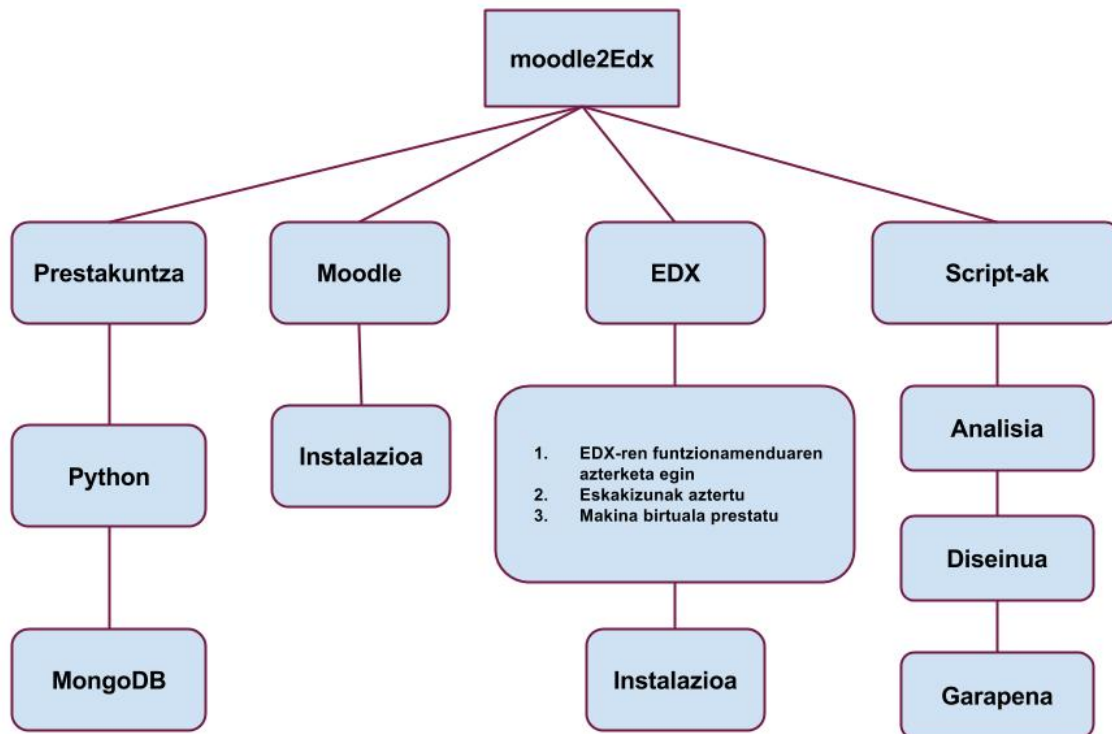 moodle2Edx
Prestakuntza
Moodle
EDX
Script-ak
Python
Instalazioa
1. EDX-ren funtzionamenduaren
azterketa egin
2. Eskakizunak aztertu
3. Makina birtuala prestatu
Analisia
Diseinua
MongoDB
Instalazioa
Garapena